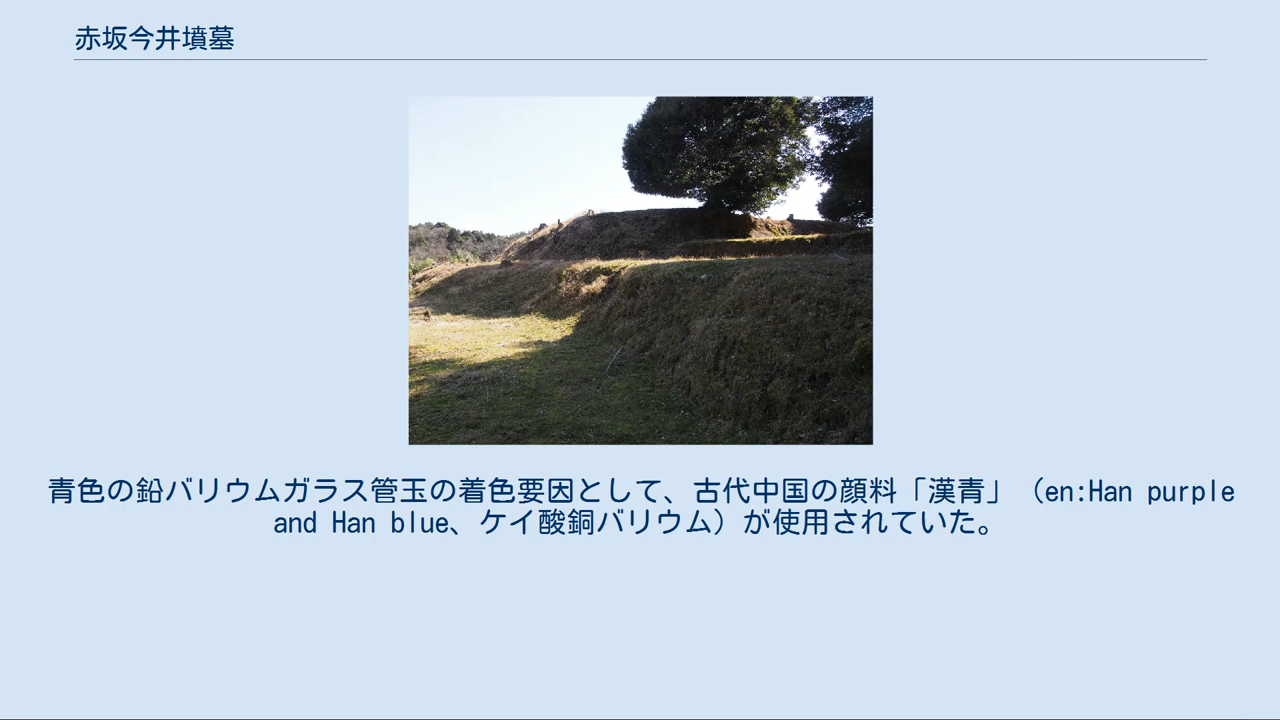 赤坂今井墳墓
青色の鉛バリウムガラス管玉の着色要因として、古代中国の顔料「漢青」（en:Han purple
and Han blue、ケイ酸銅バリウム）が使用されていた。